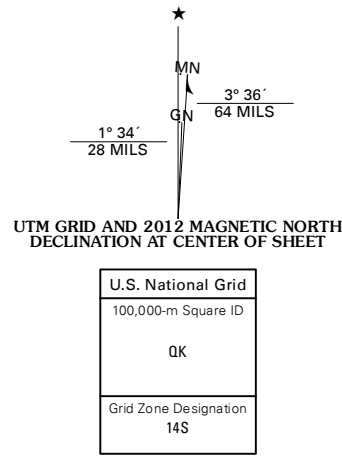 MN
3° 36´
64 MILS
GN
1° 34´
28 MILS
UTM GRID AND 2012 MAGNETIC NORTH
DECLINATION AT CENTER OF SHEET
U.S. National Grid
100,000-m Square ID
QK
Grid Zone Designation
14S